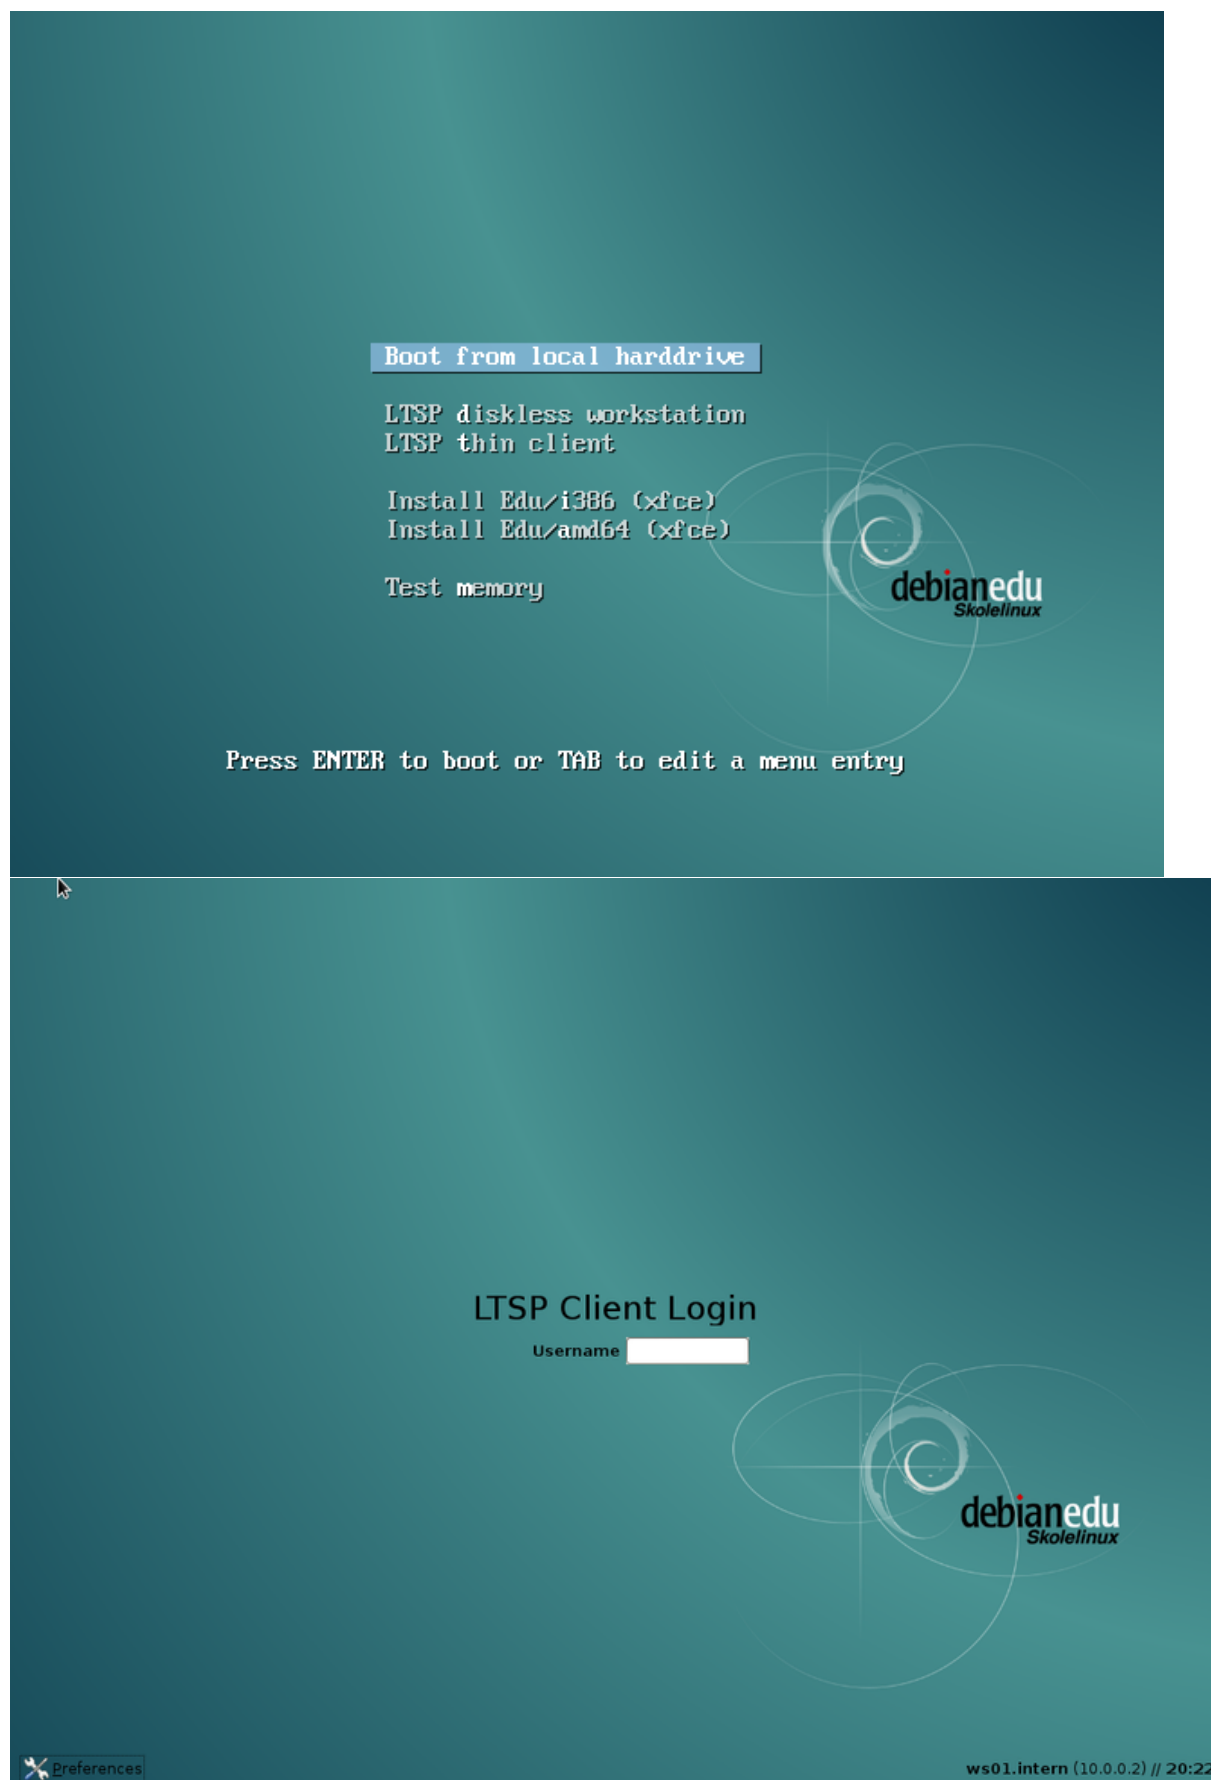 Boot from local harddrive
LTSP diskless workstation
LTSP thin client
Install Edu/i386 (xfce)
Install Edu/amd64 (xfce)
Test memory
debianedu
Skolelinux
Press ENTER to boot or TAB to edit a menu entry
LTSP Client Login
Username
debianedu
Skolelinux
Preferences
ws01.intern (10.0.0.2) // 20:22